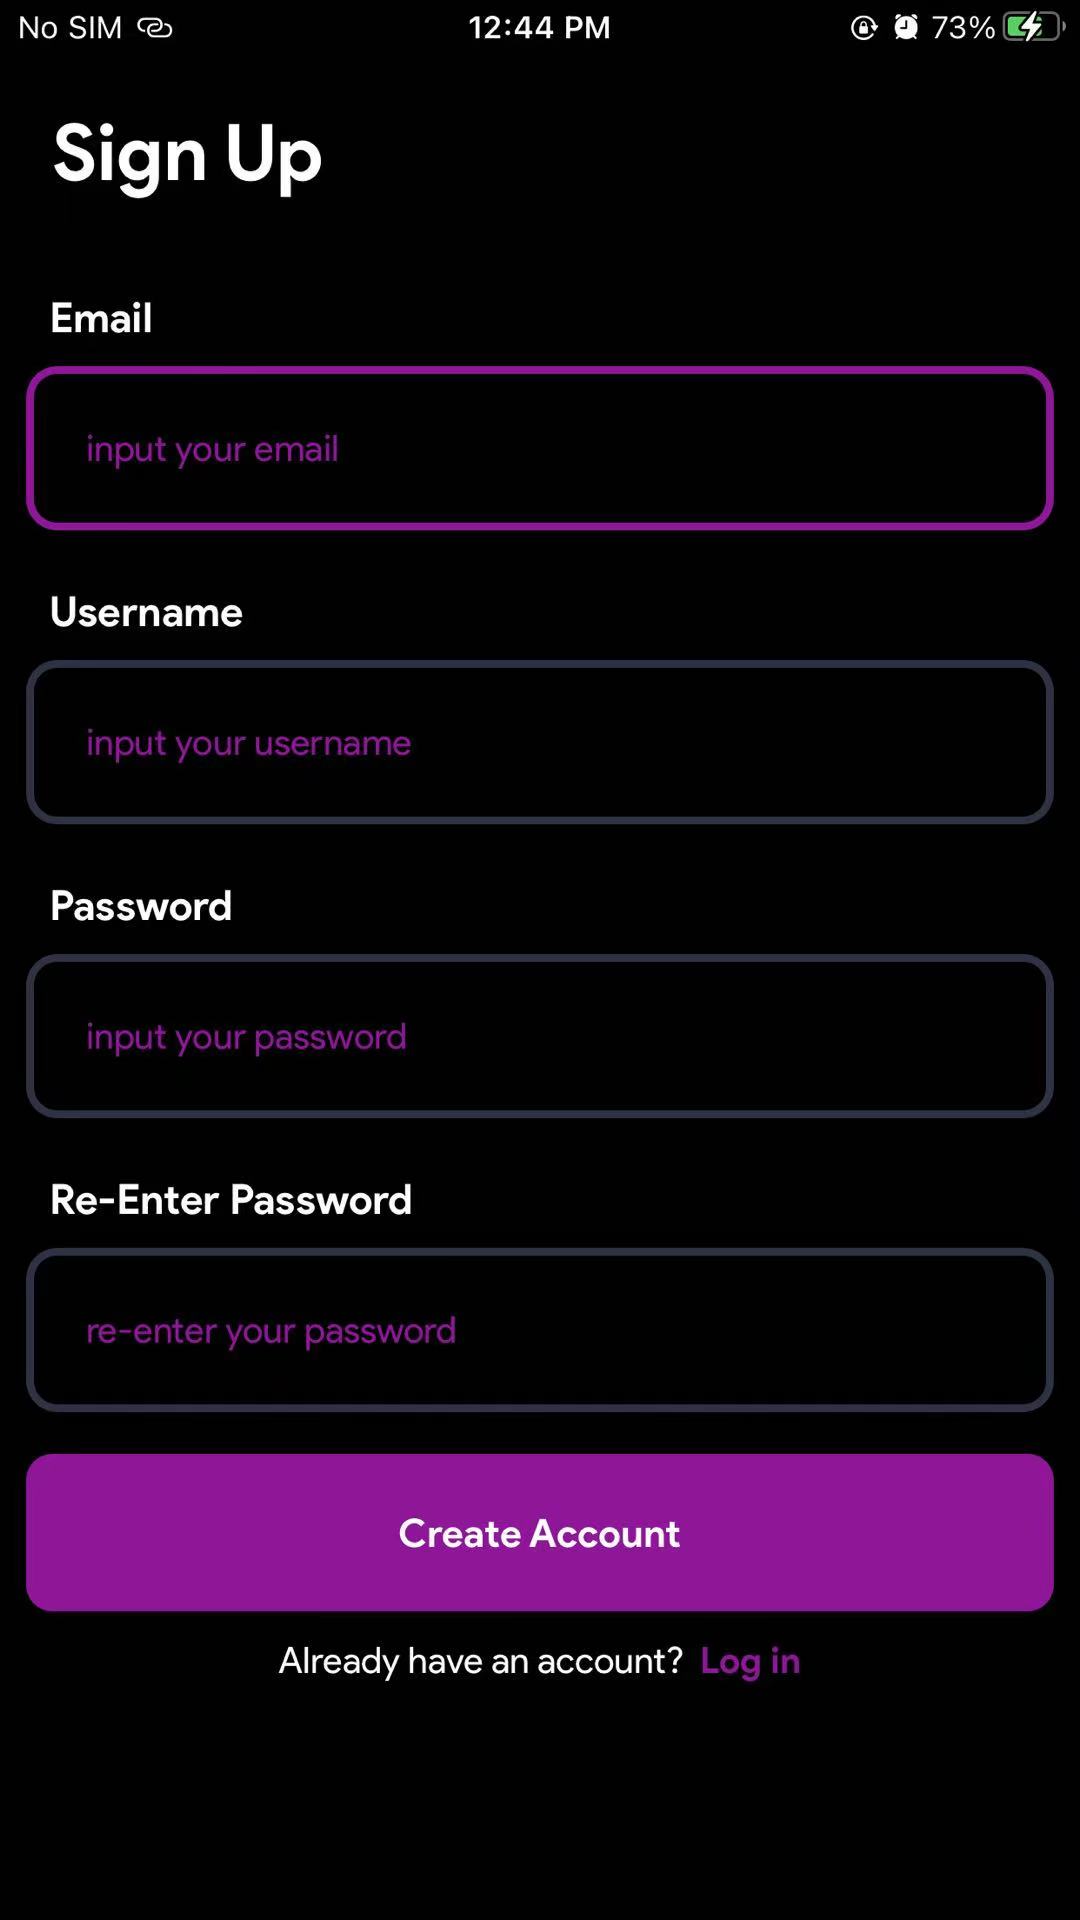 No SIM 12:44 PM 73%
Sign Up
Email
input your email
Username
input your username
Password
input your password
Re-Enter Password
re-enter your password
Create Account
Already have an account? Log in